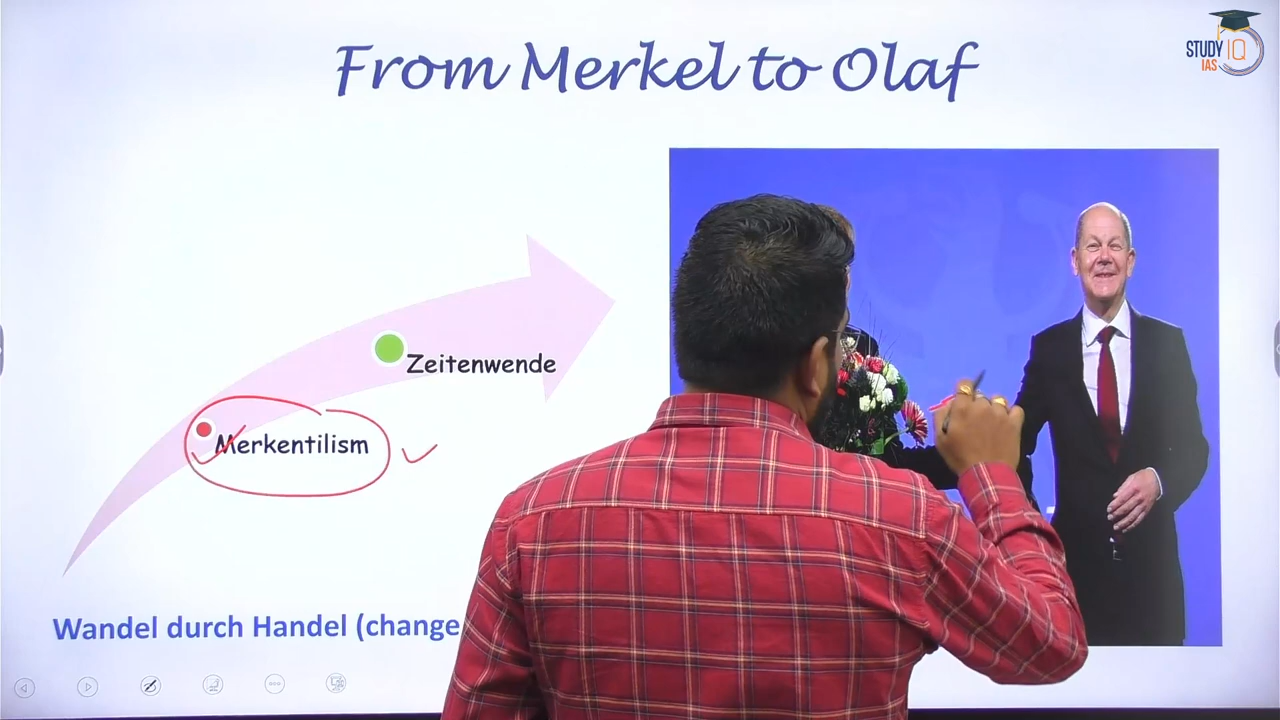 From Merkel to Olaf
STUDY IQ
IAS
Zeitenwende
Merkentilism
Wandel durch Handel (change